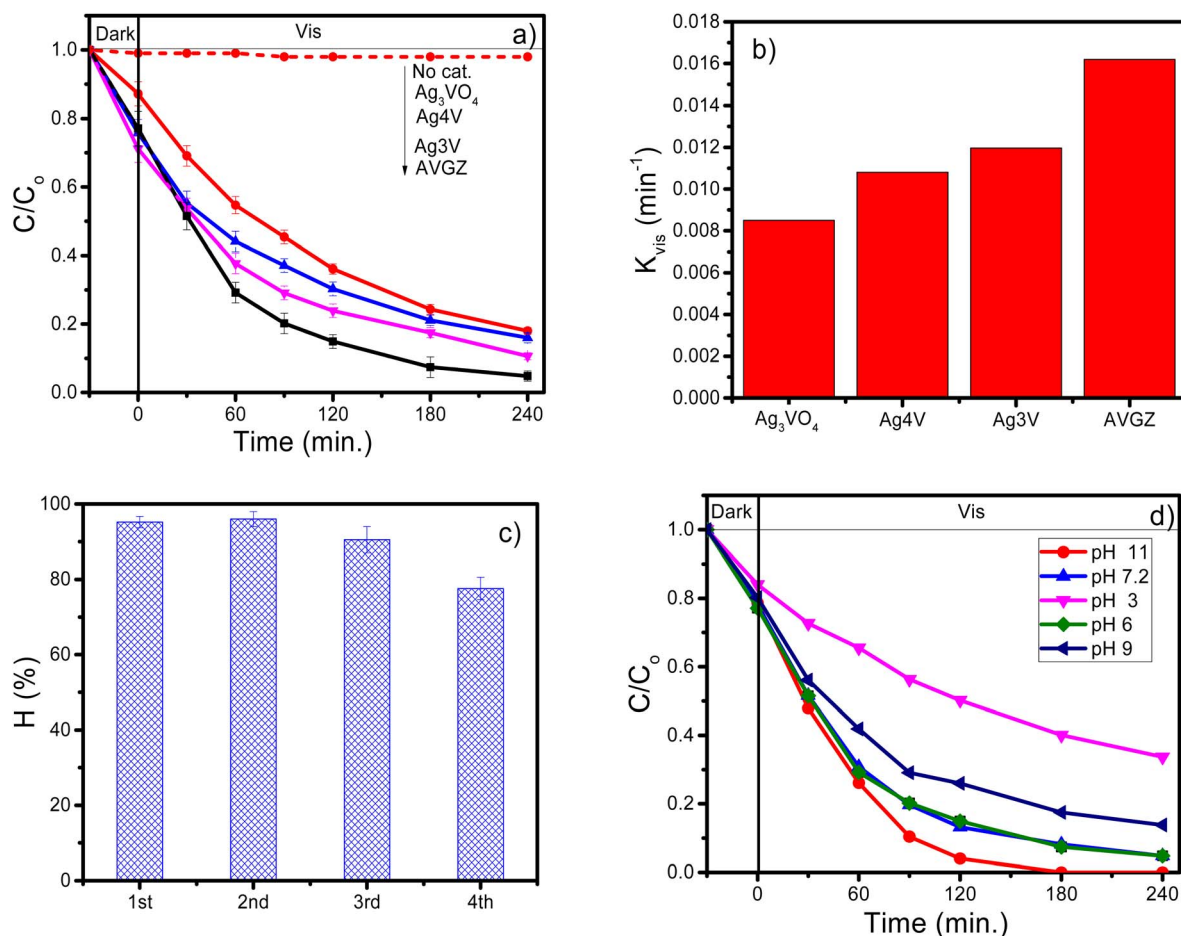 Dark Vis a)
1.0
0.8
0.6
0.4
0.2
0.0
C/Co
No cat.
Ag3VO4
Ag4V
Ag3V
AVGZ
0 60 120 180 240
Time (min.)
b)
0.016
0.014
0.012
0.010
0.008
0.006
0.004
0.002
0.000
Kvis (min-1)
Ag3VO4 Ag4V Ag3V AVGZ
c)
100
80
60
40
20
0
H (%)
1st 2nd 3rd 4th
Dark Vis d)
1.0
0.8
0.6
0.4
0.2
0.0
C/Co
pH 11
pH 7.2
pH 3
pH 6
pH 9
0 60 120 180 240
Time (min.)